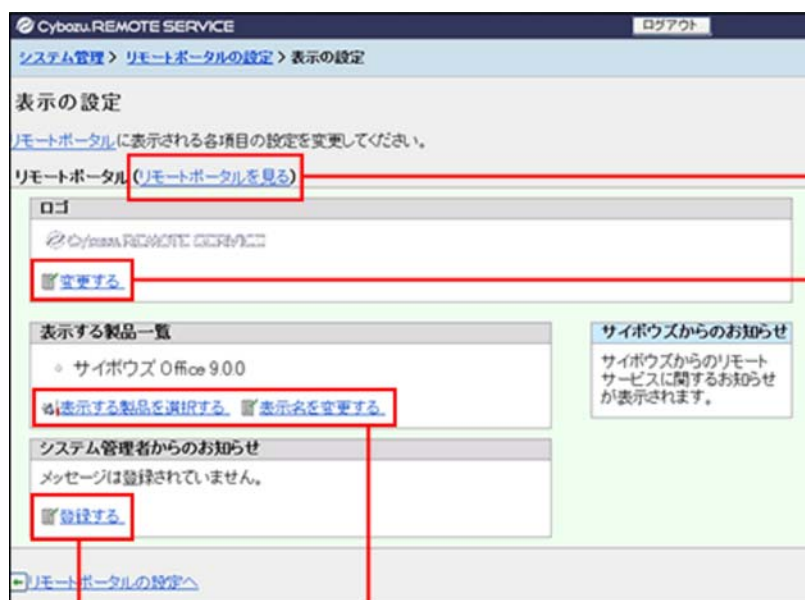 Cybozu.REMOTE SERVICE
ログアウト
システム管理 > リモートポータルの設定 > 表示の設定
表示の設定
リモートポータルに表示される各項目の設定を変更してください。
リモートポータル (リモートポータルを見る)
ロゴ
Cybozu.REMOTE SERVICE
変更する
表示する製品一覧
サイボウズ Office 9.0.0
表示する製品を選択する 表示名を変更する
システム管理者からのお知らせ
メッセージは登録されていません。
登録する
サイボウズからのお知らせ
サイボウズからのリモート
サービスに関するお知らせ
が表示されます。
リモートポータルの設定へ